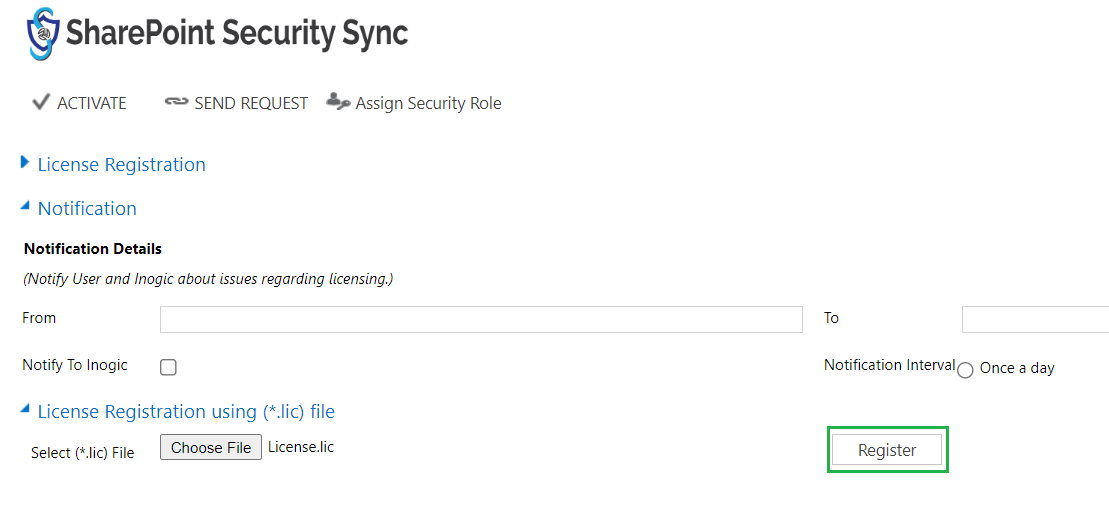 SharePoint Security Sync
ACTIVATE SEND REQUEST Assign Security Role
License Registration
Notification
Notification Details
(Notify User and Inogic about issues regarding licensing.)
From To
Notify To Inogic Notification Interval Once a day
License Registration using (*.lic) file
Select (*.lic) File Choose File License.lic Register